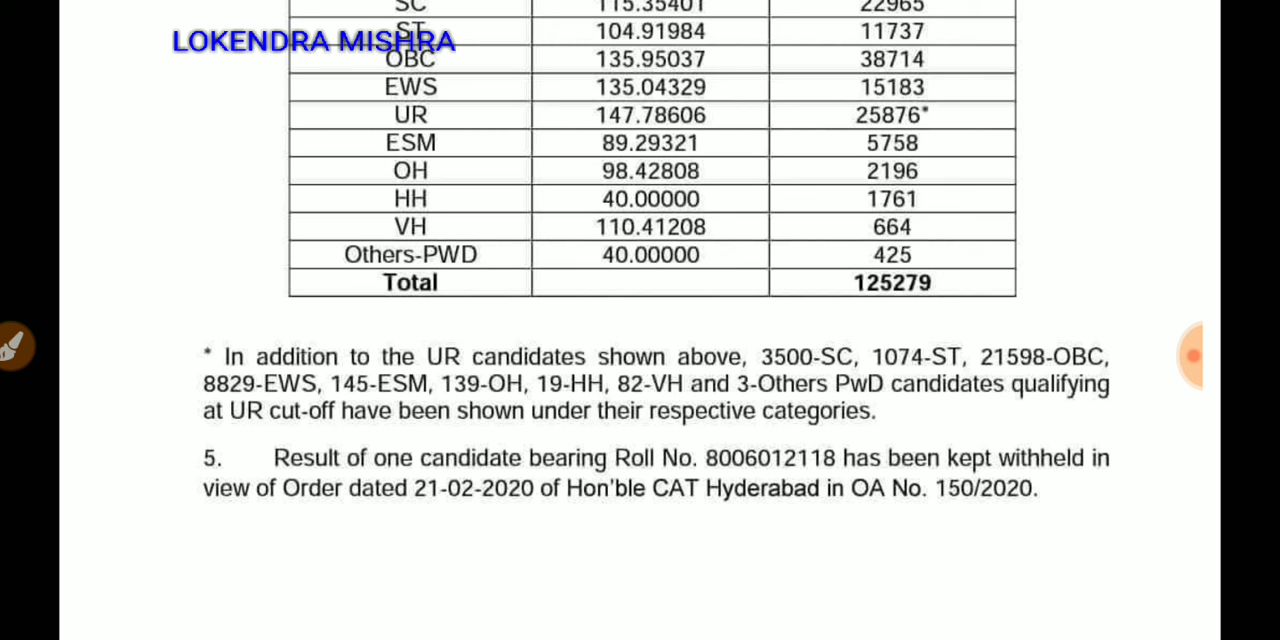 SC 115.35401 22965
LOKENDRA MISHRA
ST 104.91984 11737
OBC 135.95037 38714
EWS 135.04329 15183
UR 147.78606 25876*
ESM 89.29321 5758
OH 98.42808 2196
HH 40.00000 1761
VH 110.41208 664
Others-PWD 40.00000 425
Total 125279
* In addition to the UR candidates shown above, 3500-SC, 1074-ST, 21598-OBC,
8829-EWS, 145-ESM, 139-OH, 19-HH, 82-VH and 3-Others PwD candidates qualifying
at UR cut-off have been shown under their respective categories.
5. Result of one candidate bearing Roll No. 8006012118 has been kept withheld in
view of Order dated 21-02-2020 of Hon'ble CAT Hyderabad in OA No. 150/2020.